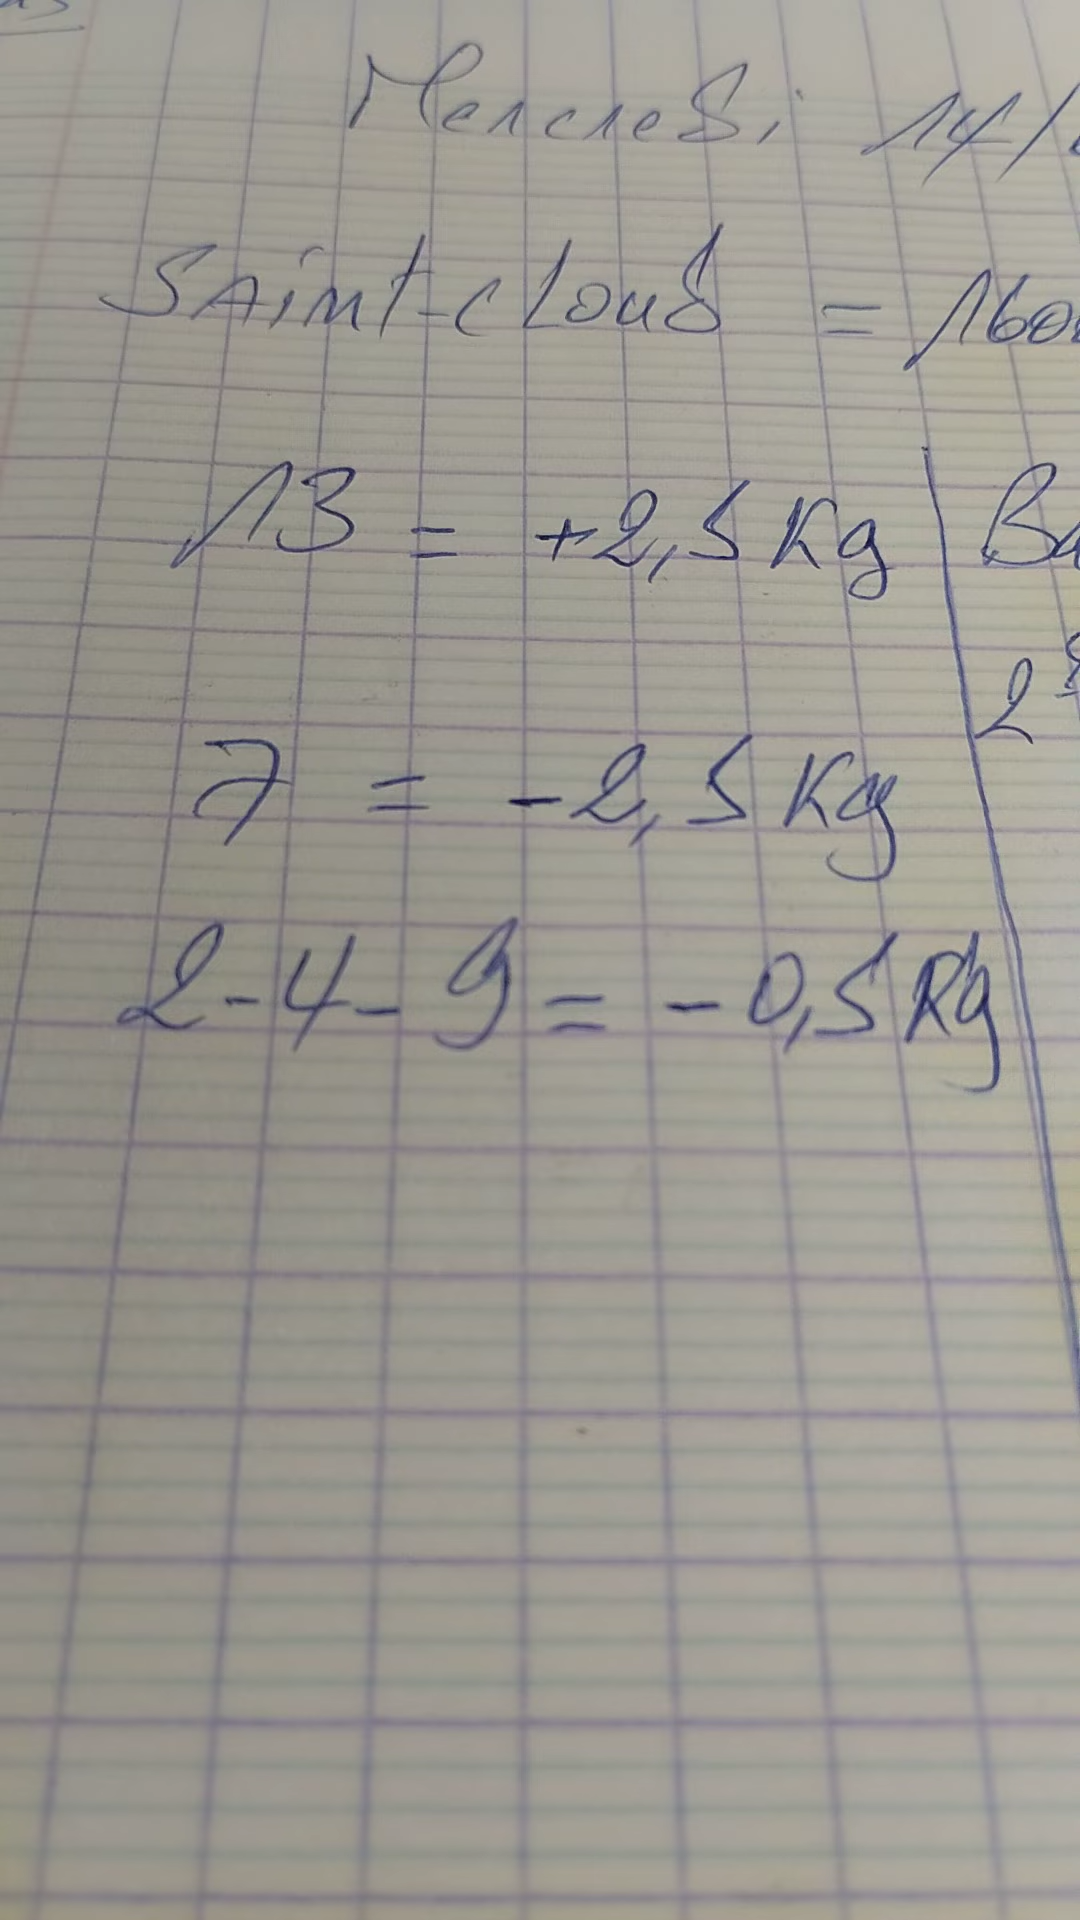 Mercredi 14/
Saint-cloud = 160
13 = +2,5 Kg
7 = -2,5 Kg
2-4-9 = -0,5 Kg